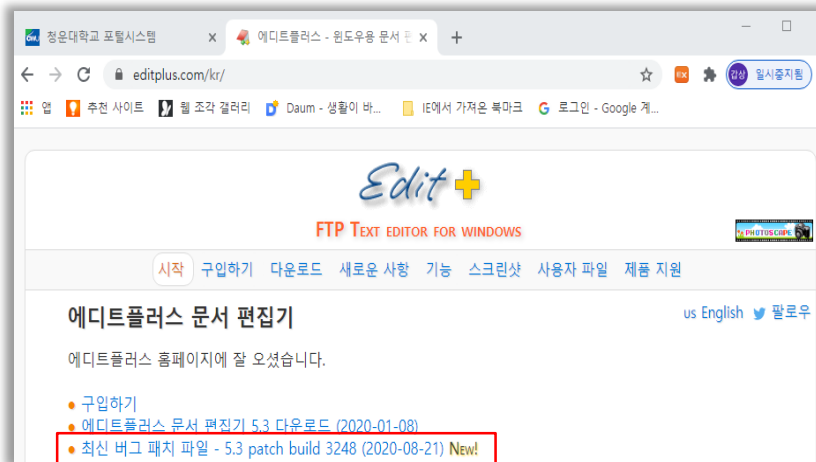 청운대학교 포털시스템
에디트플러스 - 윈도우용 문서 편
editplus.com/kr/
일시중지됨
앱 추천 사이트 웹 조각 갤러리 Daum - 생활이 바... IE에서 가져온 북마크 로그인 - Google 계...
Edit+
FTP TEXT EDITOR FOR WINDOWS
PHOTOSCAPE
시작 구입하기 다운로드 새로운 사항 기능 스크린샷 사용자 파일 제품 지원
에디트플러스 문서 편집기
us English 팔로우
에디트플러스 홈페이지에 잘 오셨습니다.
구입하기
에디트플러스 문서 편집기 5.3 다운로드 (2020-01-08)
최신 버그 패치 파일 - 5.3 patch build 3248 (2020-08-21) New!